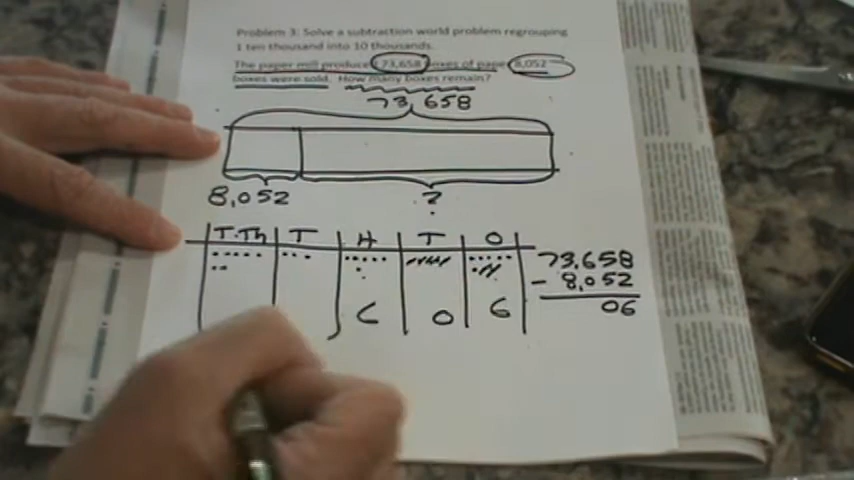 Problem 3: Solve a subtraction world problem regrouping
1 ten thousand into 10 thousands.
The paper mill produce 73,658 boxes of pape 8,052
boxes were sold. How many boxes remain?
73,658
8,052 ?
T.Th T H T O
6 0 6
73,658
- 8,052
06